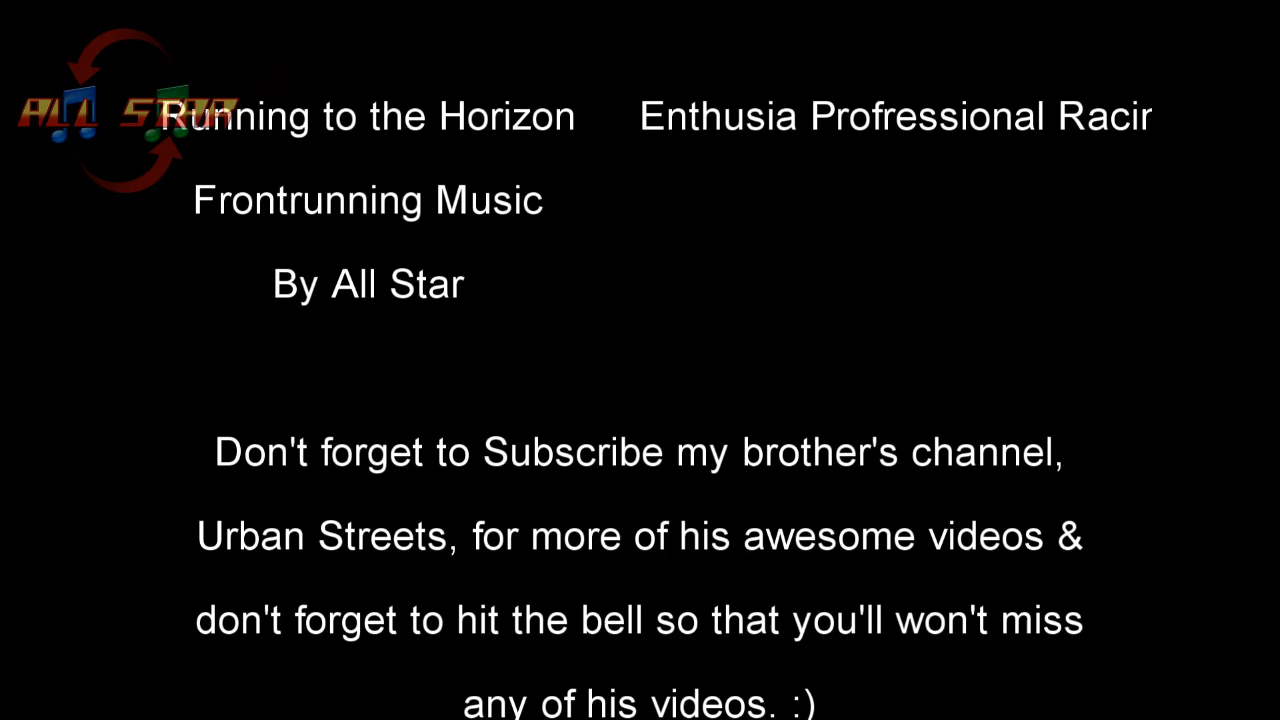 ALL STAR
Running to the Horizon Enthusia Profressional Racir
Frontrunning Music
By All Star
Don't forget to Subscribe my brother's channel,
Urban Streets, for more of his awesome videos &
don't forget to hit the bell so that you'll won't miss
any of his videos. :)